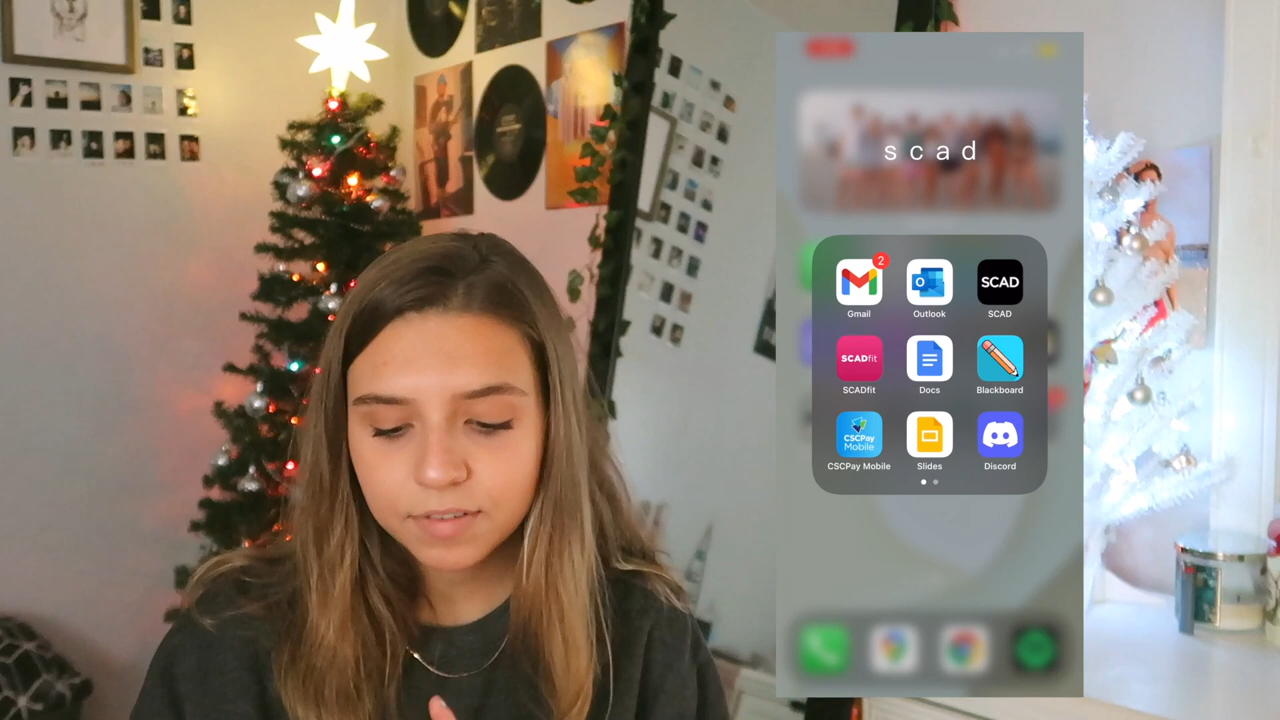 s c a d
2
SCAD
Gmail
Outlook
SCAD
SCADfit
SCADfit
Docs
Blackboard
CSCPay
Mobile
CSCPay Mobile
Slides
Discord